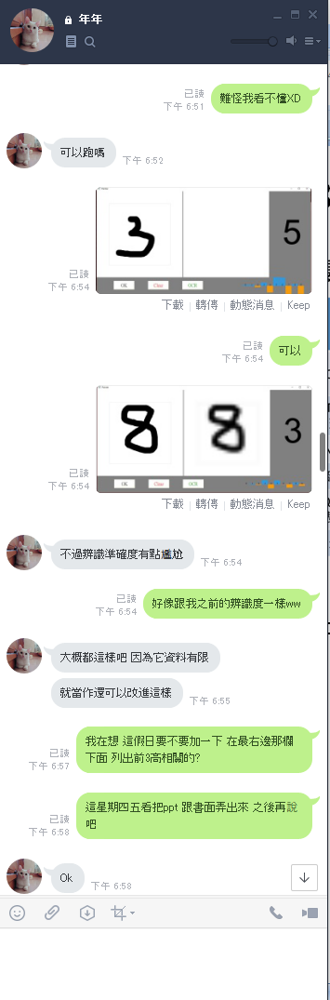 年年
已讀
下午 6:51
難怪我看不懂XD
可以跑嗎
下午 6:52
3
5
OK
Clear
OCR
已讀
下午 6:54
下載 | 轉傳 | 動態消息 | Keep
已讀
下午 6:54
可以
8
8
3
OK
Clear
OCR
已讀
下午 6:54
下載 | 轉傳 | 動態消息 | Keep
不過辨識準確度有點尷尬
下午 6:54
已讀
下午 6:54
好像跟我之前的辨識度一樣ww
大概都這樣吧 因為它資料有限
就當作還可以改進這樣
下午 6:55
已讀
下午 6:57
我在想 這假日要不要加一下 在最右邊那欄
下面 列出前3高相關的?
已讀
下午 6:58
這星期四五看把ppt 跟書面弄出來 之後再說
吧
Ok
下午 6:58